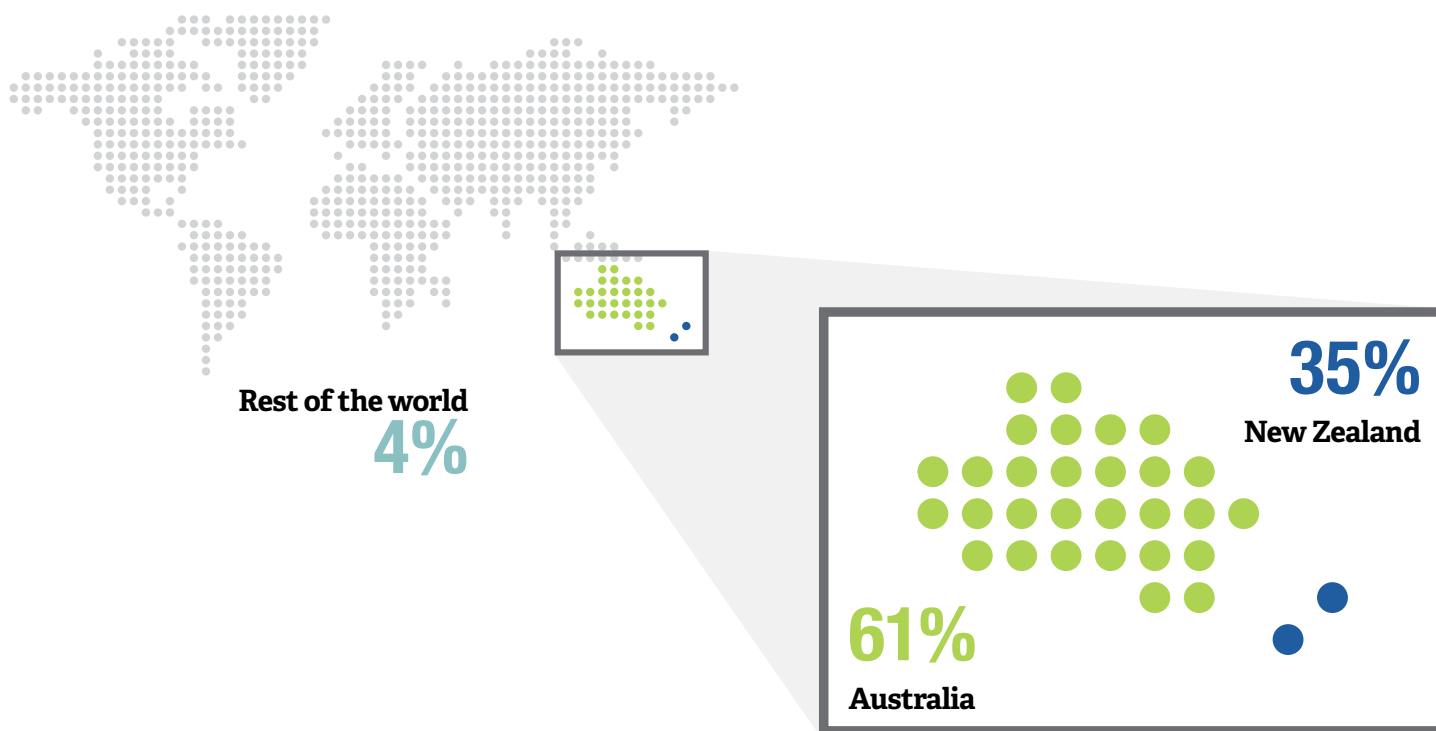 Rest of the world
4%
35%
New Zealand
61%
Australia